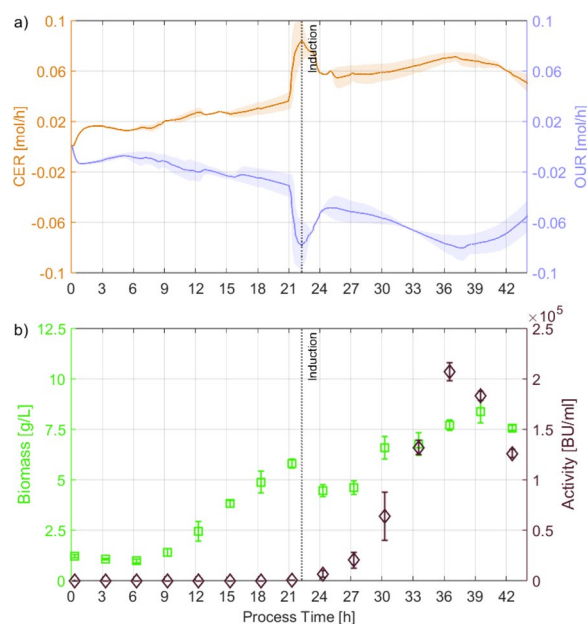 a)
0.1
0.06
0.02
-0.02
-0.06
-0.1
CER [mol/h]
Induction
0.1
0.06
0.02
-0.02
-0.06
-0.1
OUR [mol/h]
0 3 6 9 12 15 18 21 24 27 30 33 36 39 42
b)
12.5
10
7.5
5
2.5
0
Biomass [g/L]
Induction
×10⁵
2.5
2
1.5
1
0.5
0
Activity [BU/ml]
0 3 6 9 12 15 18 21 24 27 30 33 36 39 42
Process Time [h]